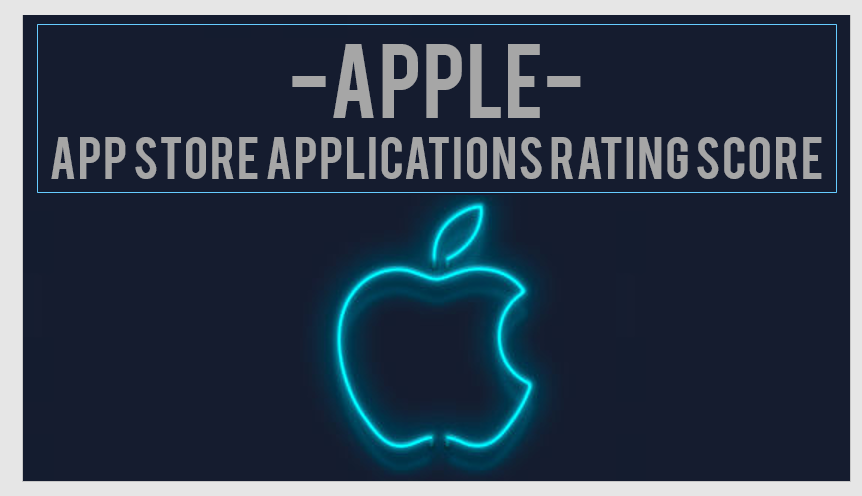 -APPLE-
APP STORE APPLICATIONS RATING SCORE